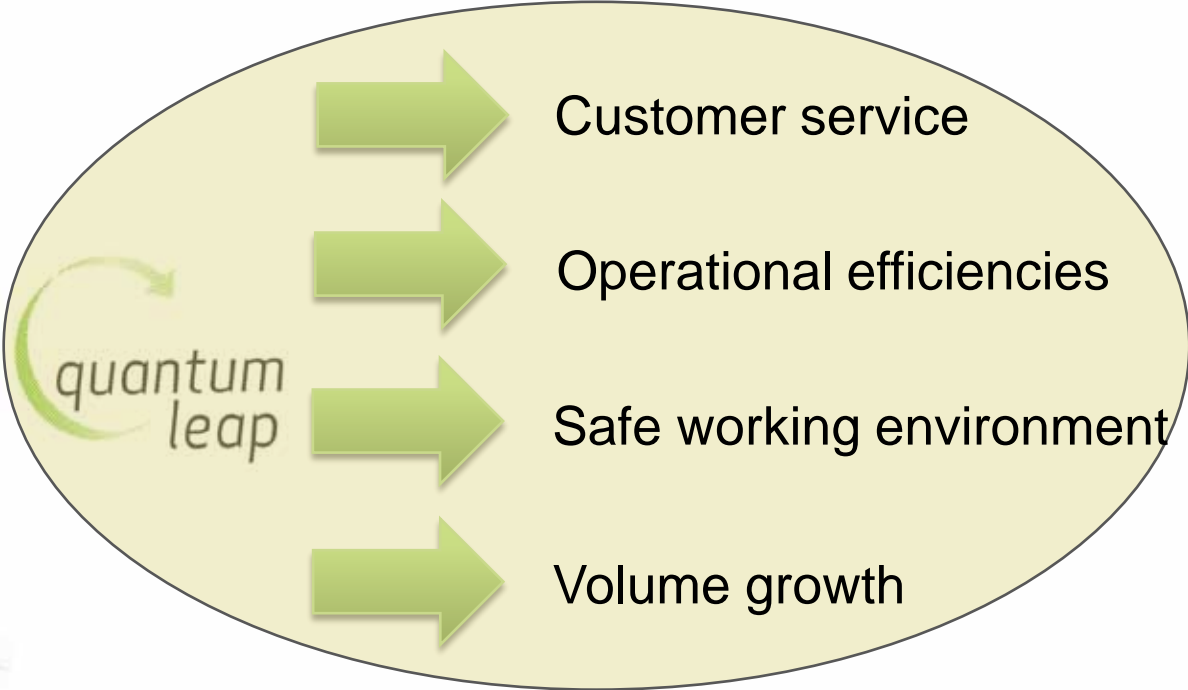 Customer service
Operational efficiencies
quantum
leap
Safe working environment
Volume growth